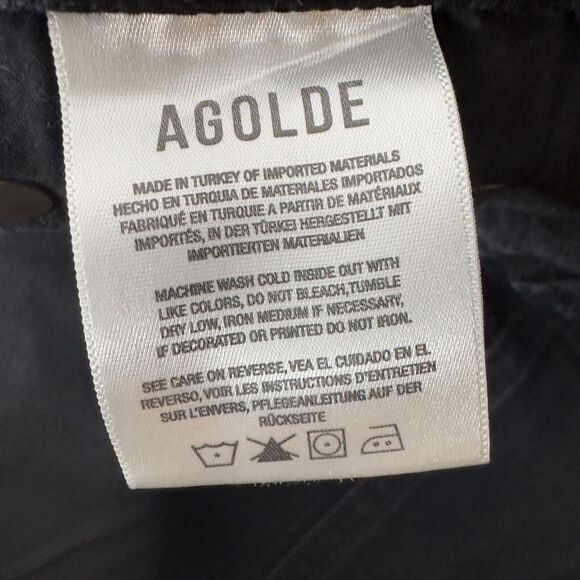 AGOLDE
MADE IN TURKEY OF IMPORTED MATERIALS
HECHO EN TURQUIA DE MATERIALES IMPORTADOS
FABRIQUÉ EN TURQUIE A PARTIR DE MATÉRIAUX
IMPORTÉS, IN DER TÜRKEI HERGESTELLT MIT
IMPORTIERTEN MATERIALIEN
MACHINE WASH COLD INSIDE OUT WITH
LIKE COLORS, DO NOT BLEACH,TUMBLE
DRY LOW, IRON MEDIUM IF NECESSARY,
IF DECORATED OR PRINTED DO NOT IRON.
SEE CARE ON REVERSE, VEA EL CUIDADO EN EL
REVERSO, VOIR LES INSTRUCTIONS D'ENTRETIEN
SUR L'ENVERS, PFLEGEANLEITUNG AUF DER
RÜCKSEITE